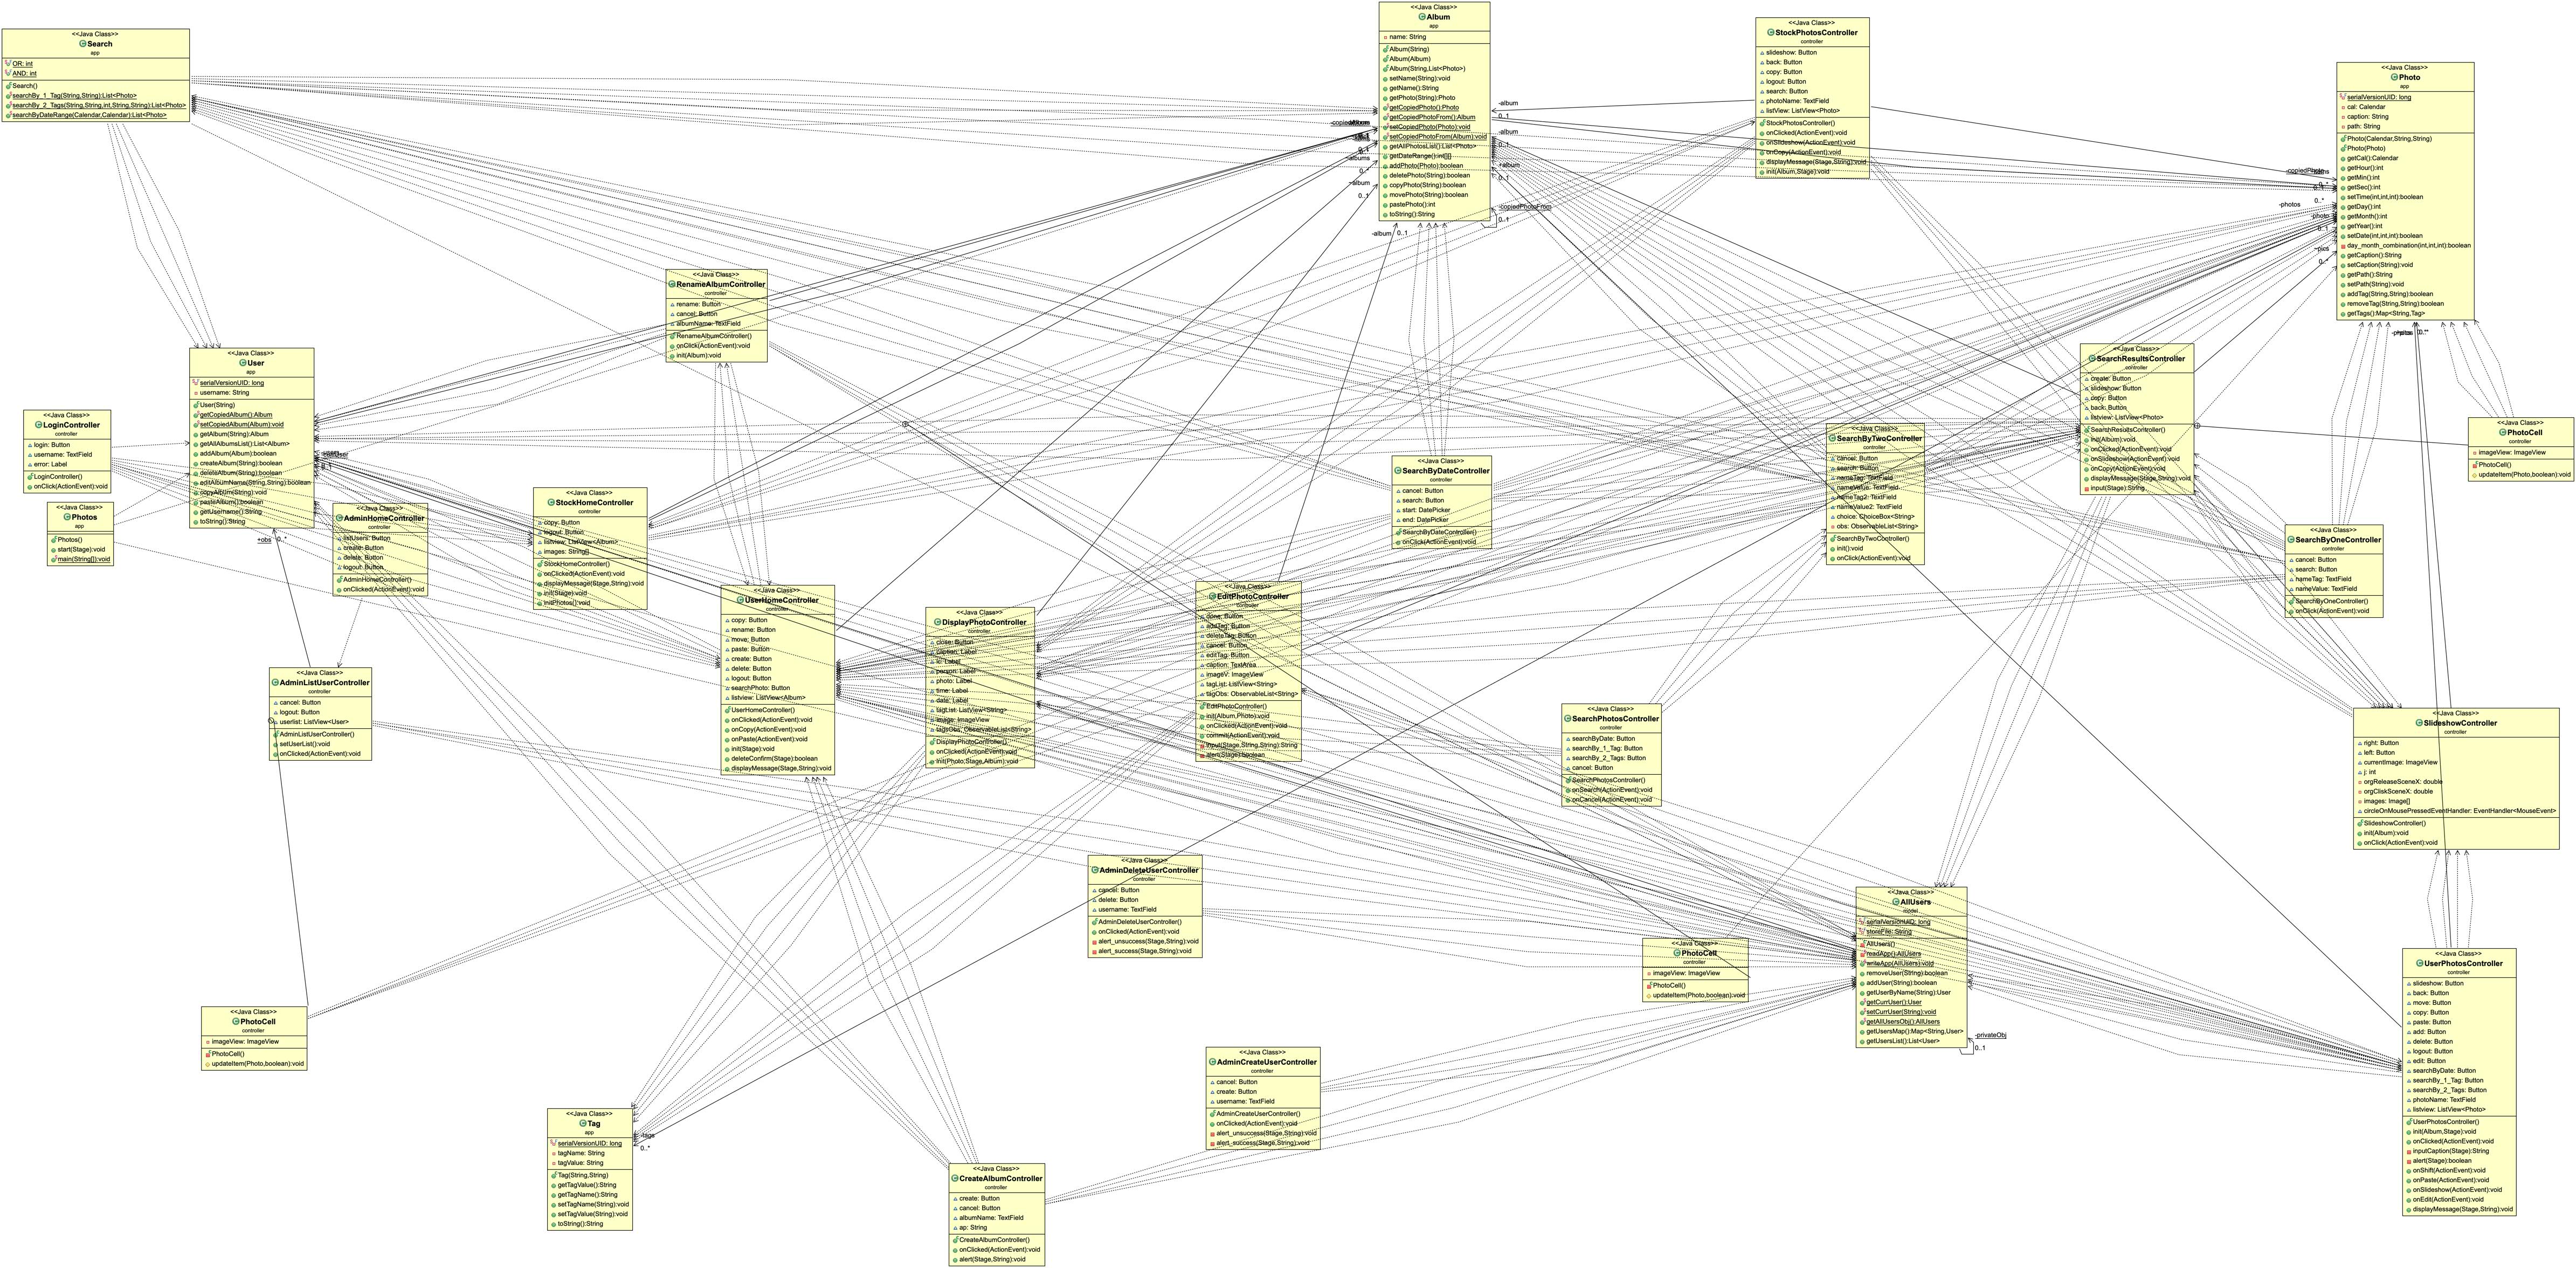 <<Java Class>>
Search
app
OR: int
AND: int
Search()
searchBy_1_Tag(String,String):List<Photo>
searchBy_2_Tags(String,String,int,String,String):List<Photo>
searchByDateRange(Calendar,Calendar):List<Photo>
<<Java Class>>
Album
app
name: String
Album(String)
Album(Album)
Album(String,List<Photo>)
setName(String):void
getName():String
getPhoto(String):Photo
getCopiedPhoto():Photo
getCopiedPhotoFrom():Album
setCopiedPhoto(Photo):void
setCopiedPhotoFrom(Album):void
getAllPhotosList():List<Photo>
getDateRange():int[][]
addPhoto(Photo):boolean
deletePhoto(String):boolean
copyPhoto(String):boolean
movePhoto(String):boolean
pastePhoto():int
toString():String
<<Java Class>>
StockPhotosController
controller
slideshow: Button
back: Button
copy: Button
logout: Button
search: Button
photoName: TextField
listView: ListView<Photo>
StockPhotosController()
onClicked(ActionEvent):void
onSlideshow(ActionEvent):void
onCopy(ActionEvent):void
displayMessage(Stage,String):void
init(Album,Stage):void
<<Java Class>>
Photo
app
serialVersionUID: long
cal: Calendar
caption: String
path: String
Photo(Calendar,String,String)
Photo(Photo)
getCal():Calendar
getHour():int
getMin():int
getSec():int
setTime(int,int,int):boolean
getDay():int
getMonth():int
getYear():int
setDate(int,int,int):boolean
day_month_combination(int,int,int):boolean
getCaption():String
setCaption(String):void
getPath():String
setPath(String):void
addTag(String,String):boolean
removeTag(String,String):boolean
getTags():Map<String,Tag>
-album
0..1
-album
0..1
+album
0..1
-copiedPhotoFrom
0..1
-album
0..1
~albums
0..*
~album
0..1
-photos
0..*
-photo
0..1
~pics
0..*
<<Java Class>>
RenameAlbumController
controller
rename: Button
cancel: Button
albumName: TextField
RenameAlbumController()
onClick(ActionEvent):void
init(Album):void
<<Java Class>>
User
app
serialVersionUID: long
username: String
User(String)
getCopiedAlbum():Album
setCopiedAlbum(Album):void
getAlbum(String):Album
getAllAlbumsList():List<Album>
addAlbum(Album):boolean
createAlbum(String):boolean
deleteAlbum(String):boolean
editAlbumName(String,String):boolean
copyAlbum(String):void
pasteAlbum():boolean
getUsername():String
toString():String
+obs
0..*
<<Java Class>>
LoginController
controller
login: Button
username: TextField
error: Label
LoginController()
onClick(ActionEvent):void
<<Java Class>>
Photos
app
Photos()
start(Stage):void
main(String[]):void
<<Java Class>>
AdminHomeController
controller
listUsers: Button
create: Button
delete: Button
logout: Button
AdminHomeController()
onClicked(ActionEvent):void
<<Java Class>>
StockHomeController
controller
copy: Button
logout: Button
listview: ListView<Album>
images: String[]
StockHomeController()
onClicked(ActionEvent):void
displayMessage(Stage,String):void
init(Stage):void
initPhotos():void
<<Java Class>>
SearchByDateController
controller
cancel: Button
search: Button
start: DatePicker
end: DatePicker
SearchByDateController()
onClick(ActionEvent):void
<<Java Class>>
SearchByTwoController
controller
cancel: Button
search: Button
nameTag: TextField
nameValue: TextField
nameTag2: TextField
nameValue2: TextField
choice: ChoiceBox<String>
obs: ObservableList<String>
SearchByTwoController()
init():void
onClick(ActionEvent):void
<<Java Class>>
SearchResultsController
controller
create: Button
slideshow: Button
copy: Button
back: Button
listview: ListView<Photo>
SearchResultsController()
init(Album):void
onClicked(ActionEvent):void
onSlideshow(ActionEvent):void
onCopy(ActionEvent):void
displayMessage(Stage,String):void
input(Stage):String
<<Java Class>>
PhotoCell
controller
imageView: ImageView
PhotoCell()
updateItem(Photo,boolean):void
<<Java Class>>
SearchByOneController
controller
cancel: Button
search: Button
nameTag: TextField
nameValue: TextField
SearchByOneController()
onClick(ActionEvent):void
<<Java Class>>
UserHomeController
controller
copy: Button
rename: Button
move: Button
paste: Button
create: Button
delete: Button
logout: Button
searchPhoto: Button
listview: ListView<Album>
UserHomeController()
onClicked(ActionEvent):void
onCopy(ActionEvent):void
onPaste(ActionEvent):void
init(Stage):void
deleteConfirm(Stage):boolean
displayMessage(Stage,String):void
<<Java Class>>
DisplayPhotoController
controller
close: Button
caption: Label
lc: Label
person: Label
photo: Label
time: Label
date: Label
tagList: ListView<String>
image: ImageView
tagsObs: ObservableList<String>
DisplayPhotoController()
onClicked(ActionEvent):void
init(Photo,Stage,Album):void
<<Java Class>>
EditPhotoController
controller
done: Button
addTag: Button
deleteTag: Button
cancel: Button
editTag: Button
caption: TextArea
imageV: ImageView
tagList: ListView<String>
tagObs: ObservableList<String>
EditPhotoController()
init(Album,Photo):void
onClicked(ActionEvent):void
commit(ActionEvent):void
input(Stage,String,String):String
alert(Stage):boolean
<<Java Class>>
AdminListUserController
controller
cancel: Button
logout: Button
userlist: ListView<User>
AdminListUserController()
setUserList():void
onClicked(ActionEvent):void
<<Java Class>>
SearchPhotosController
controller
searchByDate: Button
searchBy_1_Tag: Button
searchBy_2_Tags: Button
cancel: Button
SearchPhotosController()
onSearch(ActionEvent):void
onCancel(ActionEvent):void
<<Java Class>>
SlideshowController
controller
right: Button
left: Button
currentImage: ImageView
j: int
orgReleaseSceneX: double
orgCliskSceneX: double
images: Image[]
circleOnMousePressedEventHandler: EventHandler<MouseEvent>
SlideshowController()
init(Album):void
onClick(ActionEvent):void
<<Java Class>>
AdminDeleteUserController
controller
cancel: Button
delete: Button
username: TextField
AdminDeleteUserController()
onClicked(ActionEvent):void
alert_unsuccess(Stage,String):void
alert_success(Stage,String):void
<<Java Class>>
AllUsers
model
serialVersionUID: long
storeFile: String
AllUsers()
readApp():AllUsers
writeApp(AllUsers):void
removeUser(String):boolean
addUser(String):boolean
getUserByName(String):User
getCurrUser():User
setCurrUser(String):void
getAllUsersObj():AllUsers
getUsersMap():Map<String,User>
getUsersList():List<User>
-privateObj
0..1
<<Java Class>>
PhotoCell
controller
imageView: ImageView
PhotoCell()
updateItem(Photo,boolean):void
<<Java Class>>
UserPhotosController
controller
slideshow: Button
back: Button
move: Button
copy: Button
paste: Button
add: Button
delete: Button
logout: Button
edit: Button
searchByDate: Button
searchBy_1_Tag: Button
searchBy_2_Tags: Button
photoName: TextField
listview: ListView<Photo>
UserPhotosController()
init(Album,Stage):void
onClicked(ActionEvent):void
inputCaption(Stage):String
alert(Stage):boolean
onShift(ActionEvent):void
onPaste(ActionEvent):void
onSlideshow(ActionEvent):void
onEdit(ActionEvent):void
displayMessage(Stage,String):void
<<Java Class>>
PhotoCell
controller
imageView: ImageView
PhotoCell()
updateItem(Photo,boolean):void
<<Java Class>>
AdminCreateUserController
controller
cancel: Button
create: Button
username: TextField
AdminCreateUserController()
onClicked(ActionEvent):void
alert_unsuccess(Stage,String):void
alert_success(Stage,String):void
<<Java Class>>
Tag
app
serialVersionUID: long
tagName: String
tagValue: String
Tag(String,String)
getTagValue():String
getTagName():String
setTagName(String):void
setTagValue(String):void
toString():String
-tags
0..*
<<Java Class>>
CreateAlbumController
controller
create: Button
cancel: Button
albumName: TextField
ap: String
CreateAlbumController()
onClicked(ActionEvent):void
alert(Stage,String):void